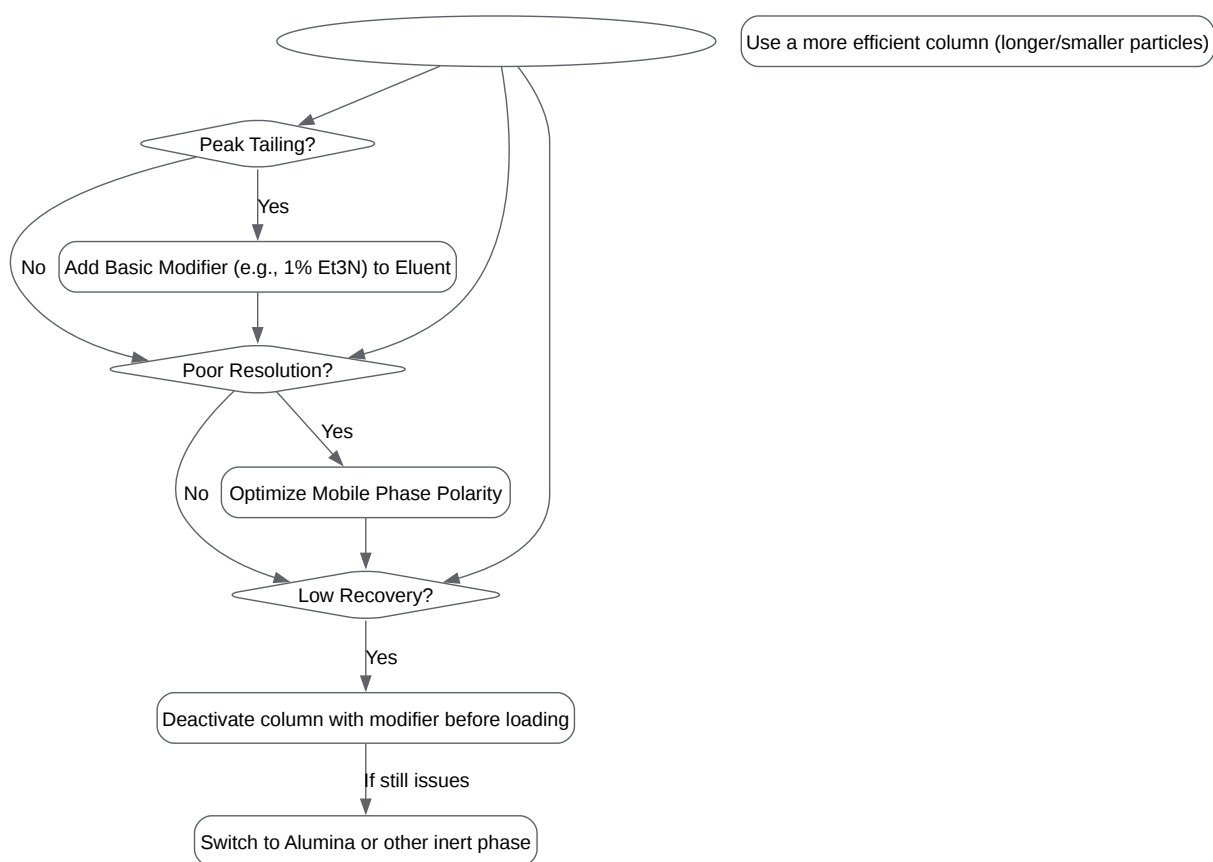 Use a more efficient column (longer/smaller particles)
Peak Tailing?
Yes
No
Add Basic Modifier (e.g., 1% Et3N) to Eluent
Poor Resolution?
Yes
No
Optimize Mobile Phase Polarity
Low Recovery?
Yes
Deactivate column with modifier before loading
If still issues
Switch to Alumina or other inert phase